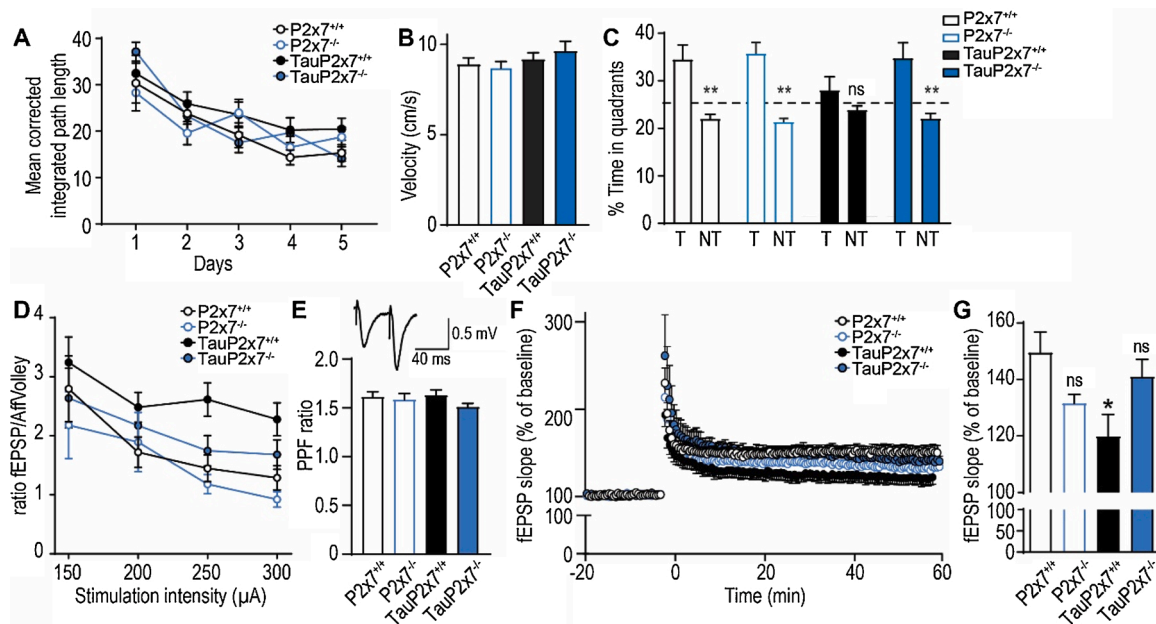 A
40
30
20
10
0
Mean corrected
integrated path length
1 2 3 4 5
Days
P2x7+/+
P2x7-/-
TauP2x7+/+
TauP2x7-/-
B
10
5
0
Velocity (cm/s)
P2x7+/+
P2x7-/-
TauP2x7+/+
TauP2x7-/-
C
40
30
20
10
0
% Time in quadrants
** ** ns **
T NT T NT T NT T NT
P2x7+/+
P2x7-/-
TauP2x7+/+
TauP2x7-/-
D
4
3
2
1
0
ratio fEPSP/AffVolley
150 200 250 300
Stimulation intensity (µA)
P2x7+/+
P2x7-/-
TauP2x7+/+
TauP2x7-/-
E
0.5 mV
40 ms
2.0
1.5
1.0
0.5
0
PPF ratio
P2x7+/+
P2x7-/-
TauP2x7+/+
TauP2x7-/-
F
300
200
100
100
0
fEPSP slope (% of baseline)
-20 0 20 40 60
Time (min)
P2x7+/+
P2x7-/-
TauP2x7+/+
TauP2x7-/-
G
160
140
120
100
100
50
0
fEPSP slope (% of baseline)
ns * ns
P2x7+/+
P2x7-/-
TauP2x7+/+
TauP2x7-/-